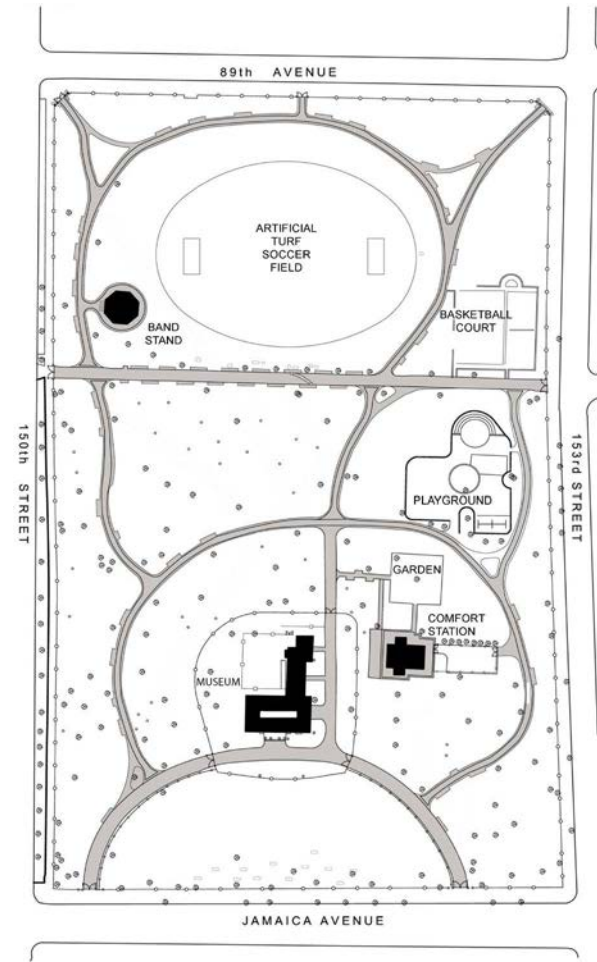 89th AVENUE
ARTIFICIAL
TURF
SOCCER
FIELD
BASKETBALL
COURT
BAND
STAND
150th STREET
153rd STREET
PLAYGROUND
GARDEN
COMFORT
STATION
MUSEUM
JAMAICA AVENUE